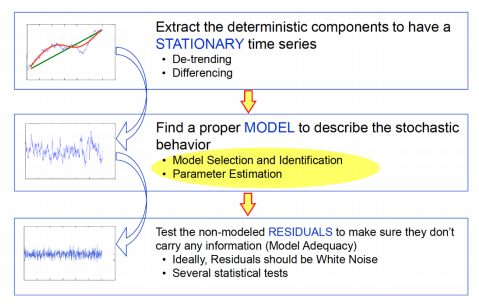 Extract the deterministic components to have a
STATIONARY time series
• De-trending
• Differencing
Find a proper MODEL to describe the stochastic
behavior
• Model Selection and Identification
• Parameter Estimation
Test the non-modeled RESIDUALS to make sure they don't
carry any information (Model Adequacy)
• Ideally, Residuals should be White Noise
• Several statistical tests